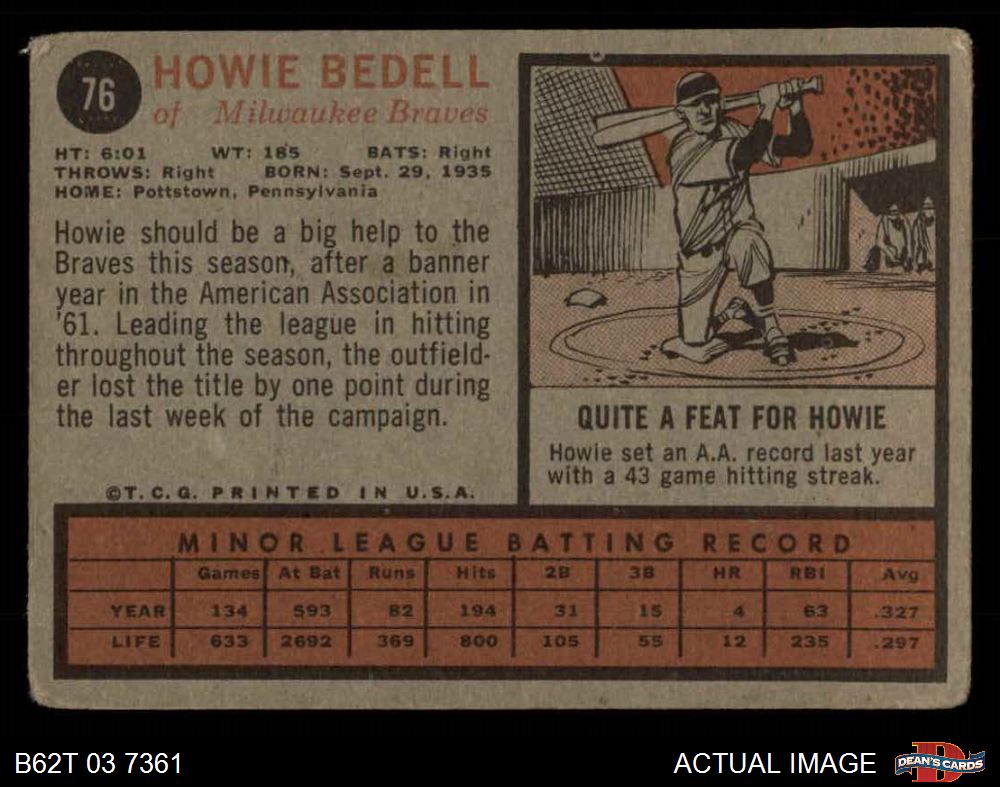 76
HOWIE BEDELL
of Milwaukee Braves
HT: 6:01 WT: 185 BATS: Right
THROWS: Right BORN: Sept. 29, 1935
HOME: Pottstown, Pennsylvania
Howie should be a big help to the
Braves this season, after a banner
year in the American Association in
'61. Leading the league in hitting
throughout the season, the outfield-
er lost the title by one point during
the last week of the campaign.
©T.C.G. PRINTED IN U.S.A.
QUITE A FEAT FOR HOWIE
Howie set an A.A. record last year
with a 43 game hitting streak.
MINOR LEAGUE BATTING RECORD
Games At Bat Runs Hits 2B 3B HR RBI Avg
YEAR 134 593 82 194 31 15 4 63 .327
LIFE 633 2692 369 800 105 55 12 235 .297
B62T 03 7361
ACTUAL IMAGE
D
DEAN'S CARDS